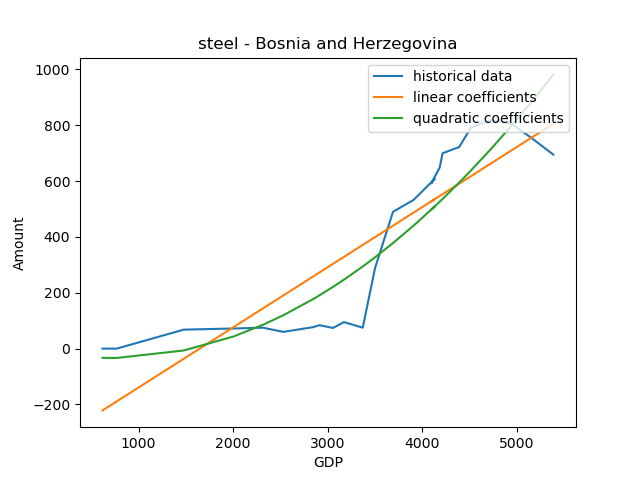 steel - Bosnia and Herzegovina
historical data
linear coefficients
quadratic coefficients
1000
800
600
400
200
0
−200
Amount
1000 2000 3000 4000 5000
GDP